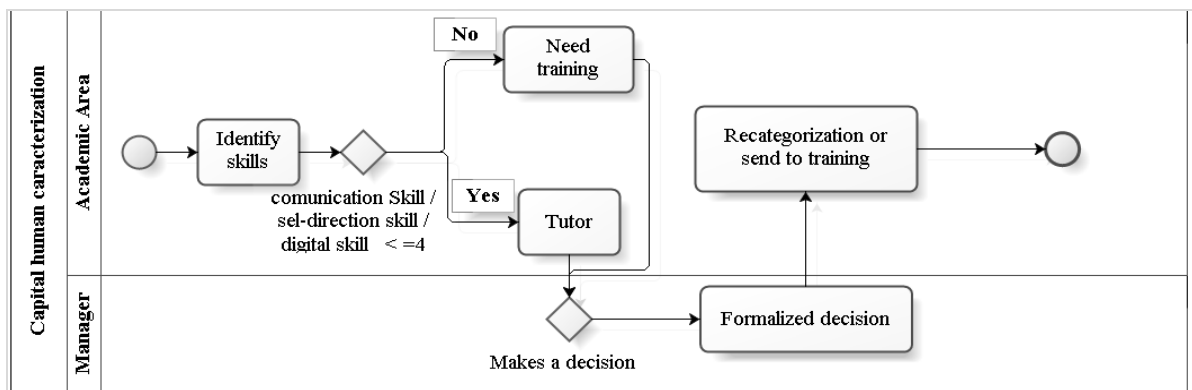 Capital human caracterization
Academic Area
Manager
Identify
skills
comunication Skill /
sel-direction skill /
digital skill < =4
No
Need
training
Yes
Tutor
Makes a decision
Formalized decision
Recategorization or
send to training